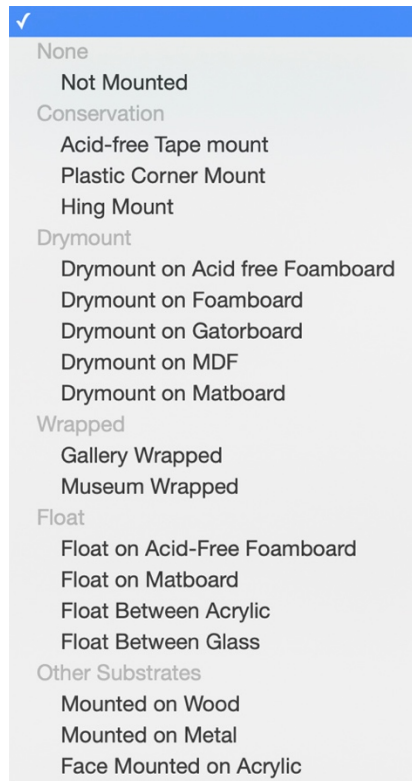 None
Not Mounted
Conservation
Acid-free Tape mount
Plastic Corner Mount
Hing Mount
Drymount
Drymount on Acid free Foamboard
Drymount on Foamboard
Drymount on Gatorboard
Drymount on MDF
Drymount on Matboard
Wrapped
Gallery Wrapped
Museum Wrapped
Float
Float on Acid-Free Foamboard
Float on Matboard
Float Between Acrylic
Float Between Glass
Other Substrates
Mounted on Wood
Mounted on Metal
Face Mounted on Acrylic